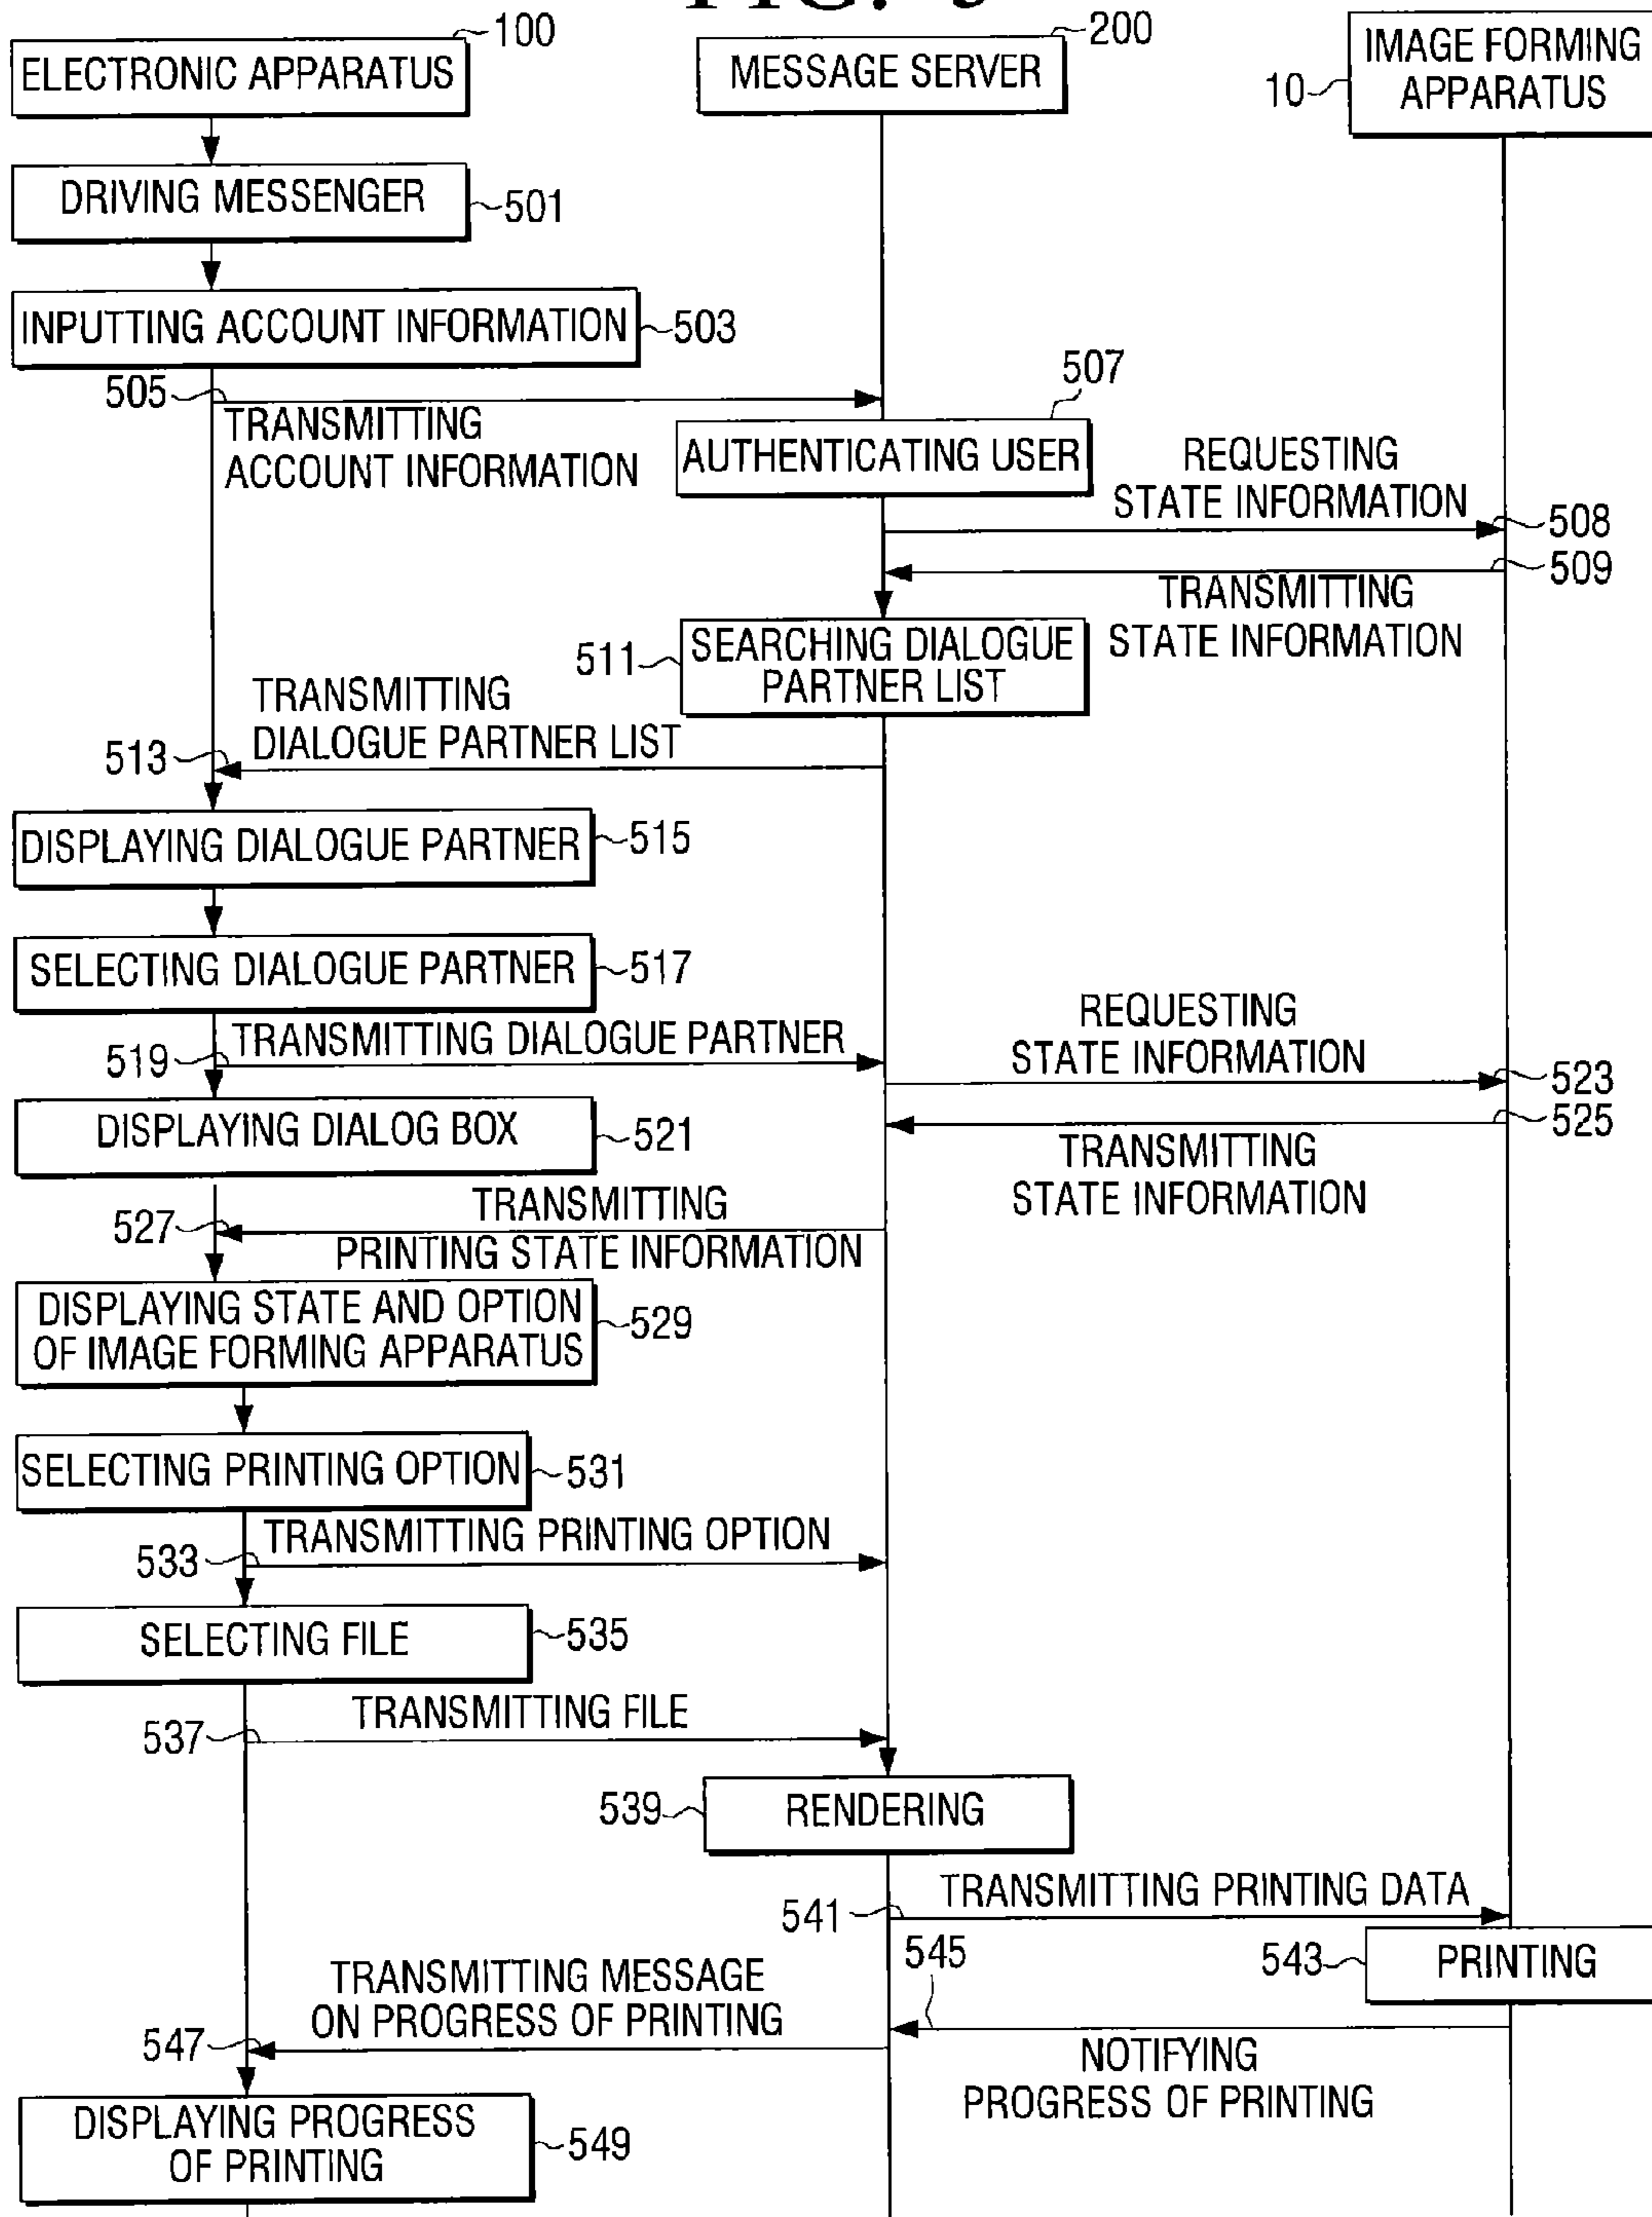 FIG.
100
200
ELECTRONIC APPARATUS
MESSAGE SERVER
10
IMAGE FORMING
APPARATUS
DRIVING MESSENGER
501
INPUTTING ACCOUNT INFORMATION
503
505
TRANSMITTING
ACCOUNT INFORMATION
507
AUTHENTICATING USER
REQUESTING
STATE INFORMATION
508
509
TRANSMITTING
STATE INFORMATION
511
SEARCHING DIALOGUE
PARTNER LIST
TRANSMITTING
DIALOGUE PARTNER LIST
513
DISPLAYING DIALOGUE PARTNER
515
SELECTING DIALOGUE PARTNER
517
519
TRANSMITTING DIALOGUE PARTNER
REQUESTING
STATE INFORMATION
523
525
TRANSMITTING
STATE INFORMATION
DISPLAYING DIALOG BOX
521
527
TRANSMITTING
PRINTING STATE INFORMATION
DISPLAYING STATE AND OPTION
OF IMAGE FORMING APPARATUS
529
SELECTING PRINTING OPTION
531
533
TRANSMITTING PRINTING OPTION
SELECTING FILE
535
537
TRANSMITTING FILE
539
RENDERING
541
TRANSMITTING PRINTING DATA
543
PRINTING
545
NOTIFYING
PROGRESS OF PRINTING
TRANSMITTING MESSAGE
ON PROGRESS OF PRINTING
547
DISPLAYING PROGRESS
OF PRINTING
549